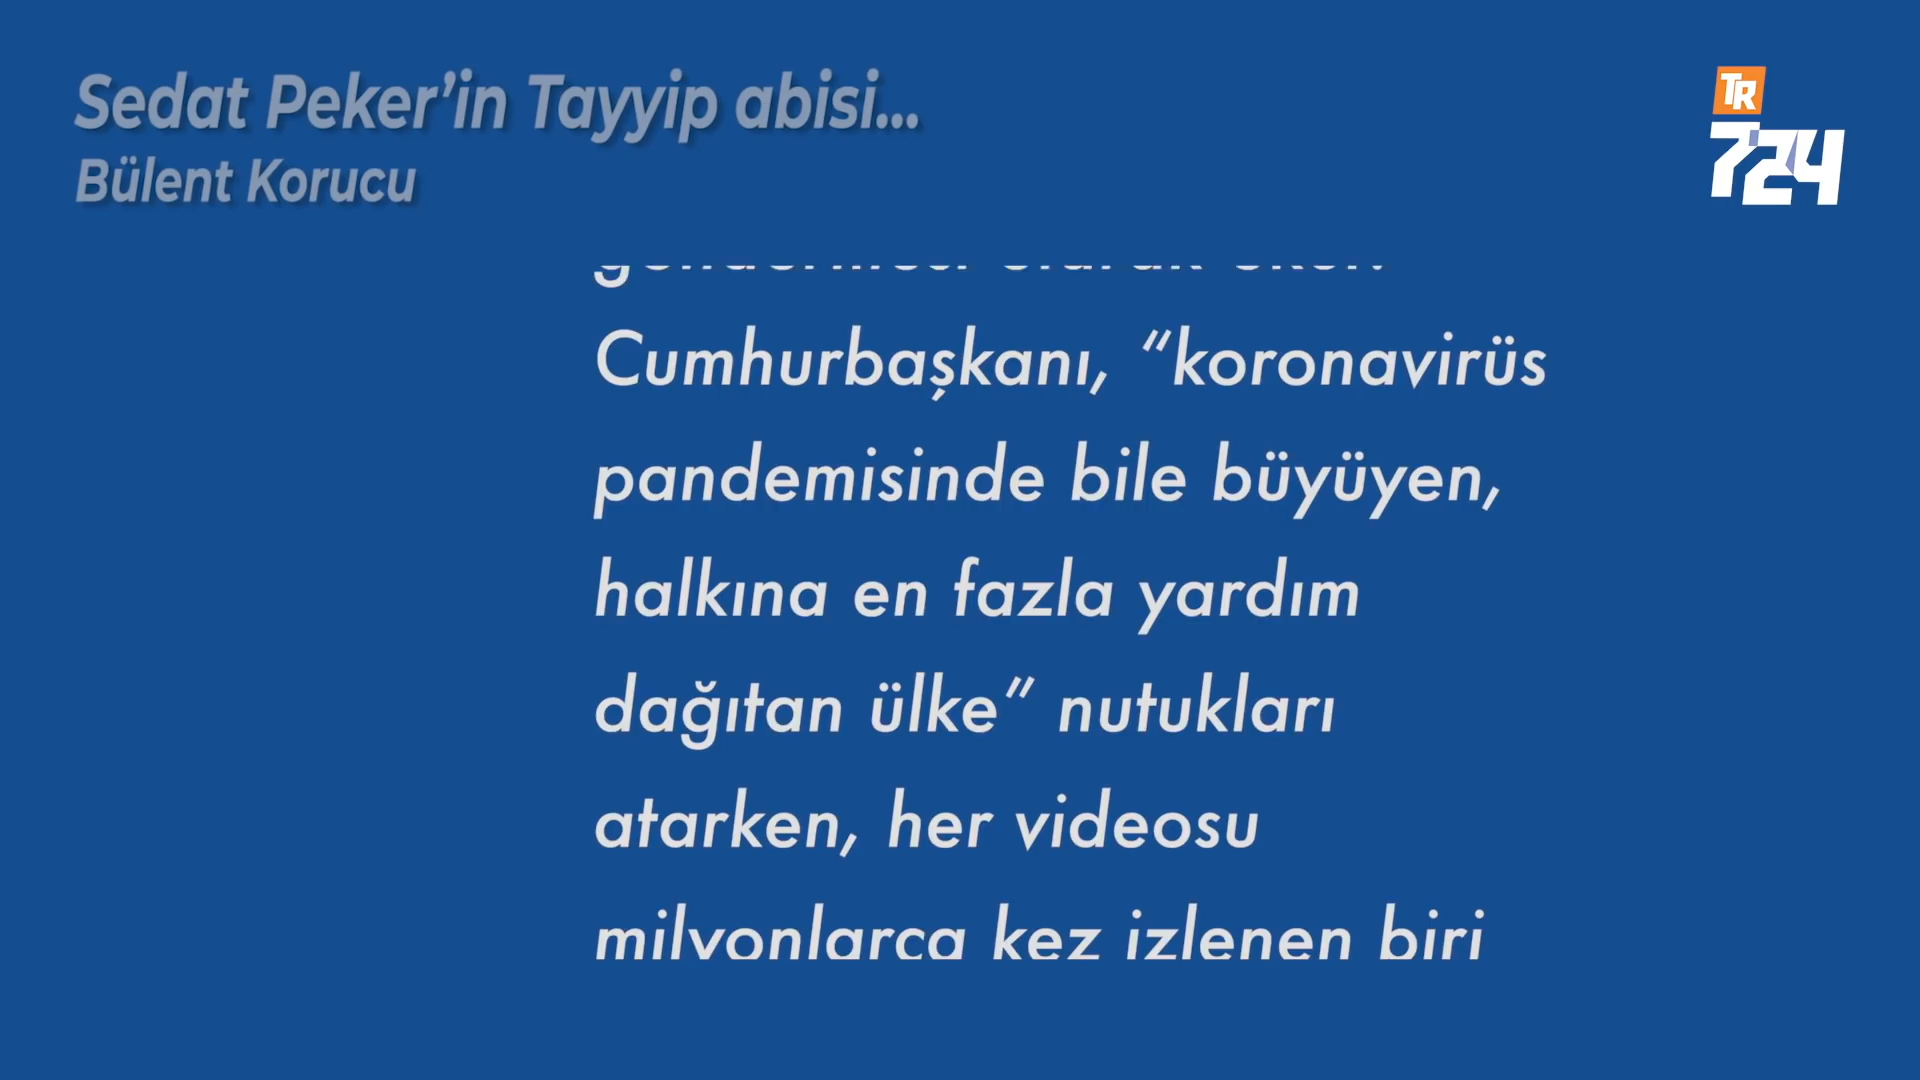 Sedat Peker’in Tayyip abisi...
Bülent Korucu
TR
724
Cumhurbaşkanı, “koronavirüs
pandemisinde bile büyüyen,
halkına en fazla yardım
dağıtan ülke” nutukları
atarken, her videosu
milyonlarca kez izlenen biri